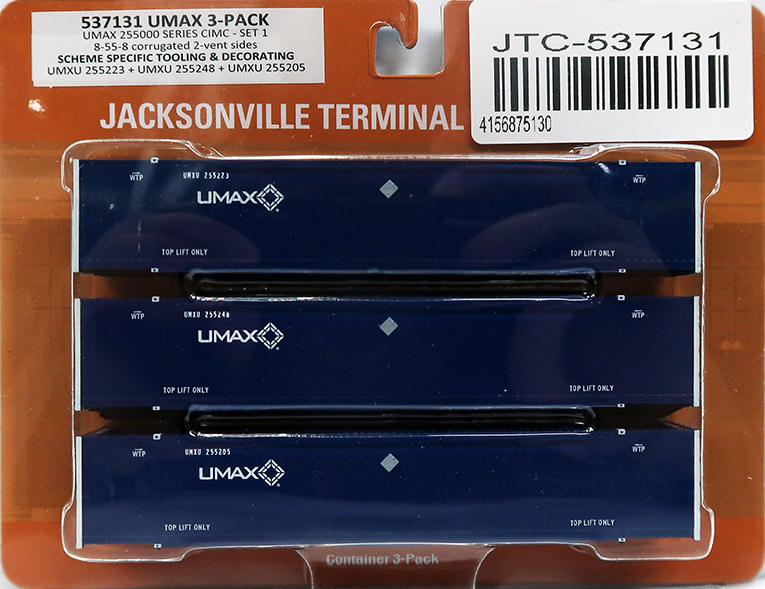 537131 UMAX 3-PACK
UMAX 255000 SERIES CIMC - SET 1
8-55-8 corrugated 2-vent sides
SCHEME SPECIFIC TOOLING & DECORATING
UMXU 255223 + UMXU 255248 + UMXU 255205
JTC-537131
4156875130
JACKSONVILLE TERMINAL
WTP
UMXU 255223
WTP
UMAX
TOP LIFT ONLY
TOP LIFT ONLY
WTP
UMXU 255248
WTP
UMAX
TOP LIFT ONLY
TOP LIFT ONLY
WTP
UMXU 255205
WTP
UMAX
TOP LIFT ONLY
TOP LIFT ONLY
Container 3-Pack